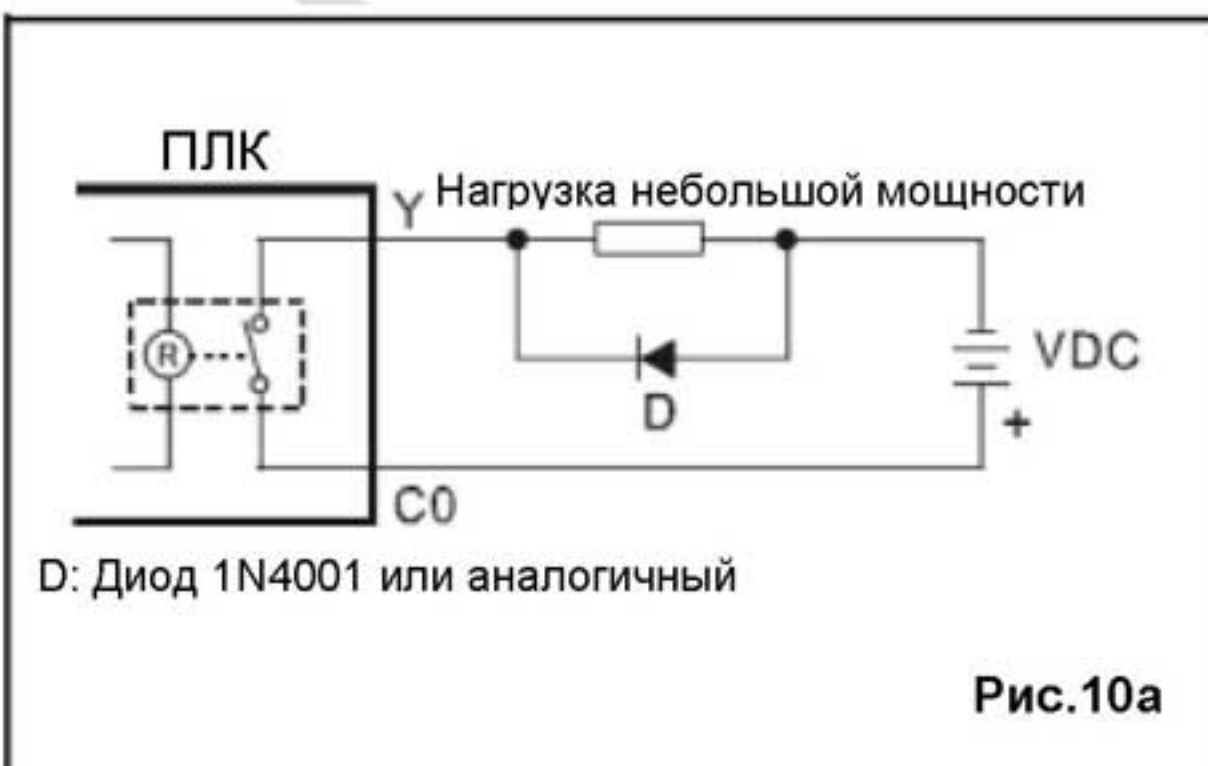 ПЛК
Y Нагрузка небольшой мощности
R
D
VDC
+
C0
D: Диод 1N4001 или аналогичный
Рис.10а